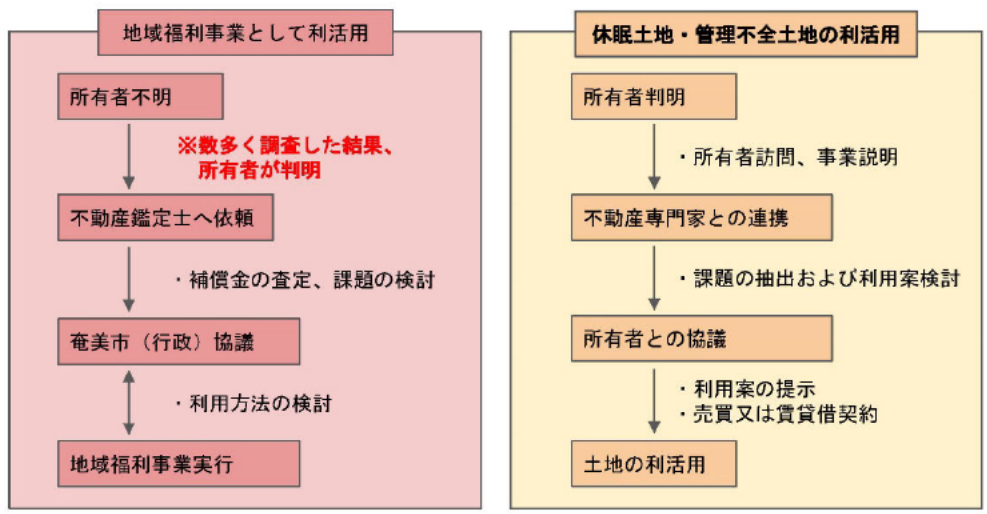 地域福利事業として利活用
所有者不明
※数多く調査した結果、
所有者が判明
不動産鑑定士へ依頼
・補償金の査定、課題の検討
奄美市（行政）協議
・利用方法の検討
地域福利事業実行
休眠土地・管理不全土地の利活用
所有者判明
・所有者訪問、事業説明
不動産専門家との連携
・課題の抽出および利用案検討
所有者との協議
・利用案の提示
・売買又は賃貸借契約
土地の利活用